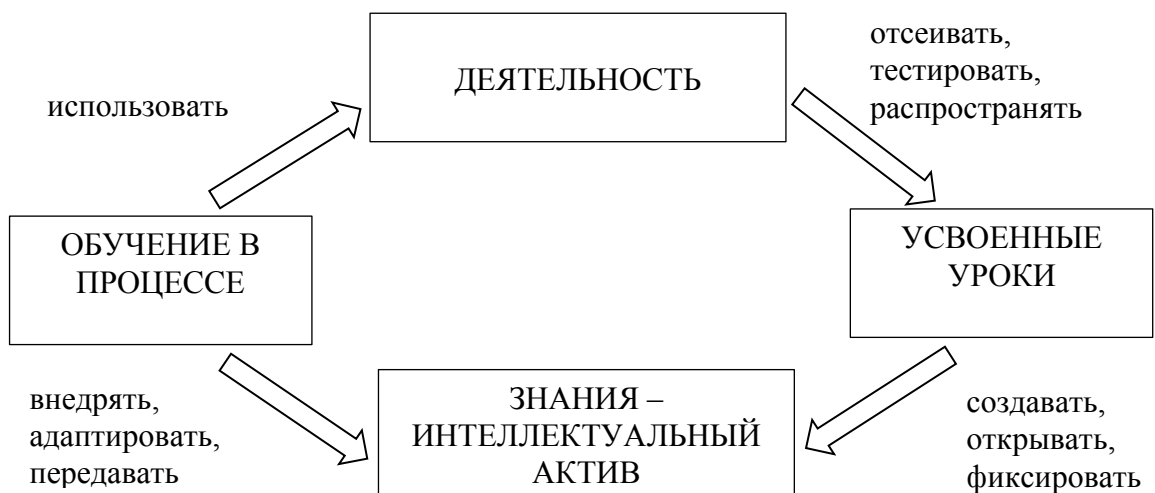 ДЕЯТЕЛЬНОСТЬ
отсеивать,
тестировать,
распространять
использовать
ОБУЧЕНИЕ В
ПРОЦЕССЕ
УСВОЕННЫЕ
УРОКИ
внедрять,
адаптировать,
передавать
ЗНАНИЯ –
ИНТЕЛЛЕКТУАЛЬНЫЙ
АКТИВ
создавать,
открывать,
фиксировать